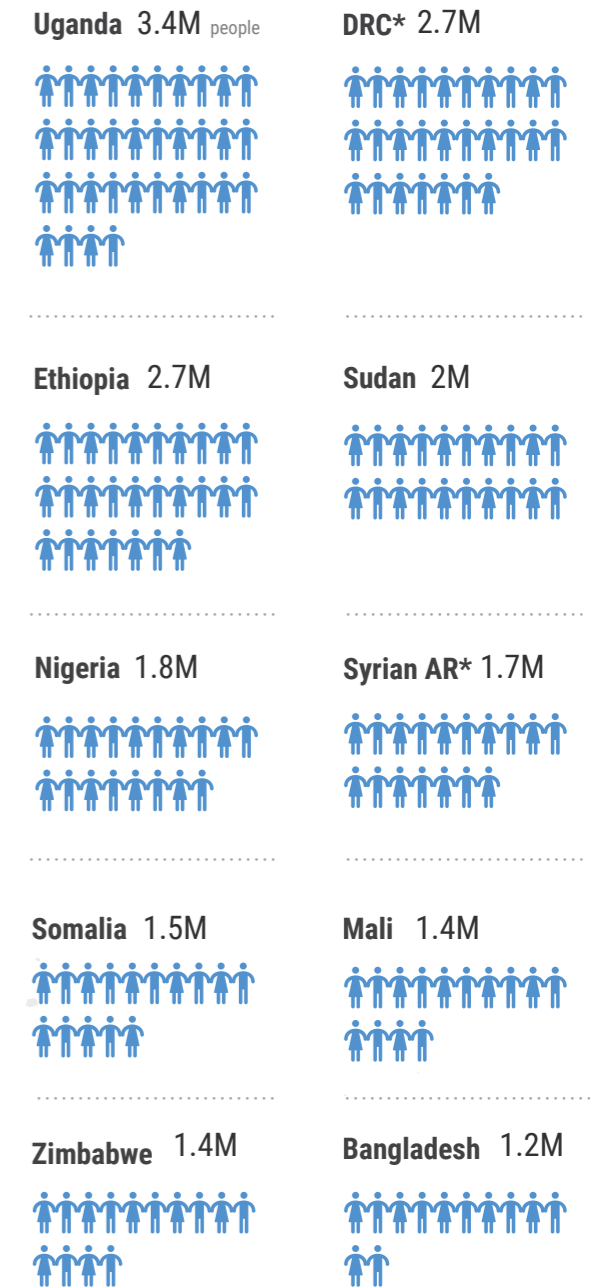 Uganda 3.4M people
DRC* 2.7M
Ethiopia 2.7M
Sudan 2M
Nigeria 1.8M
Syrian AR* 1.7M
Somalia 1.5M
Mali 1.4M
Zimbabwe 1.4M
Bangladesh 1.2M